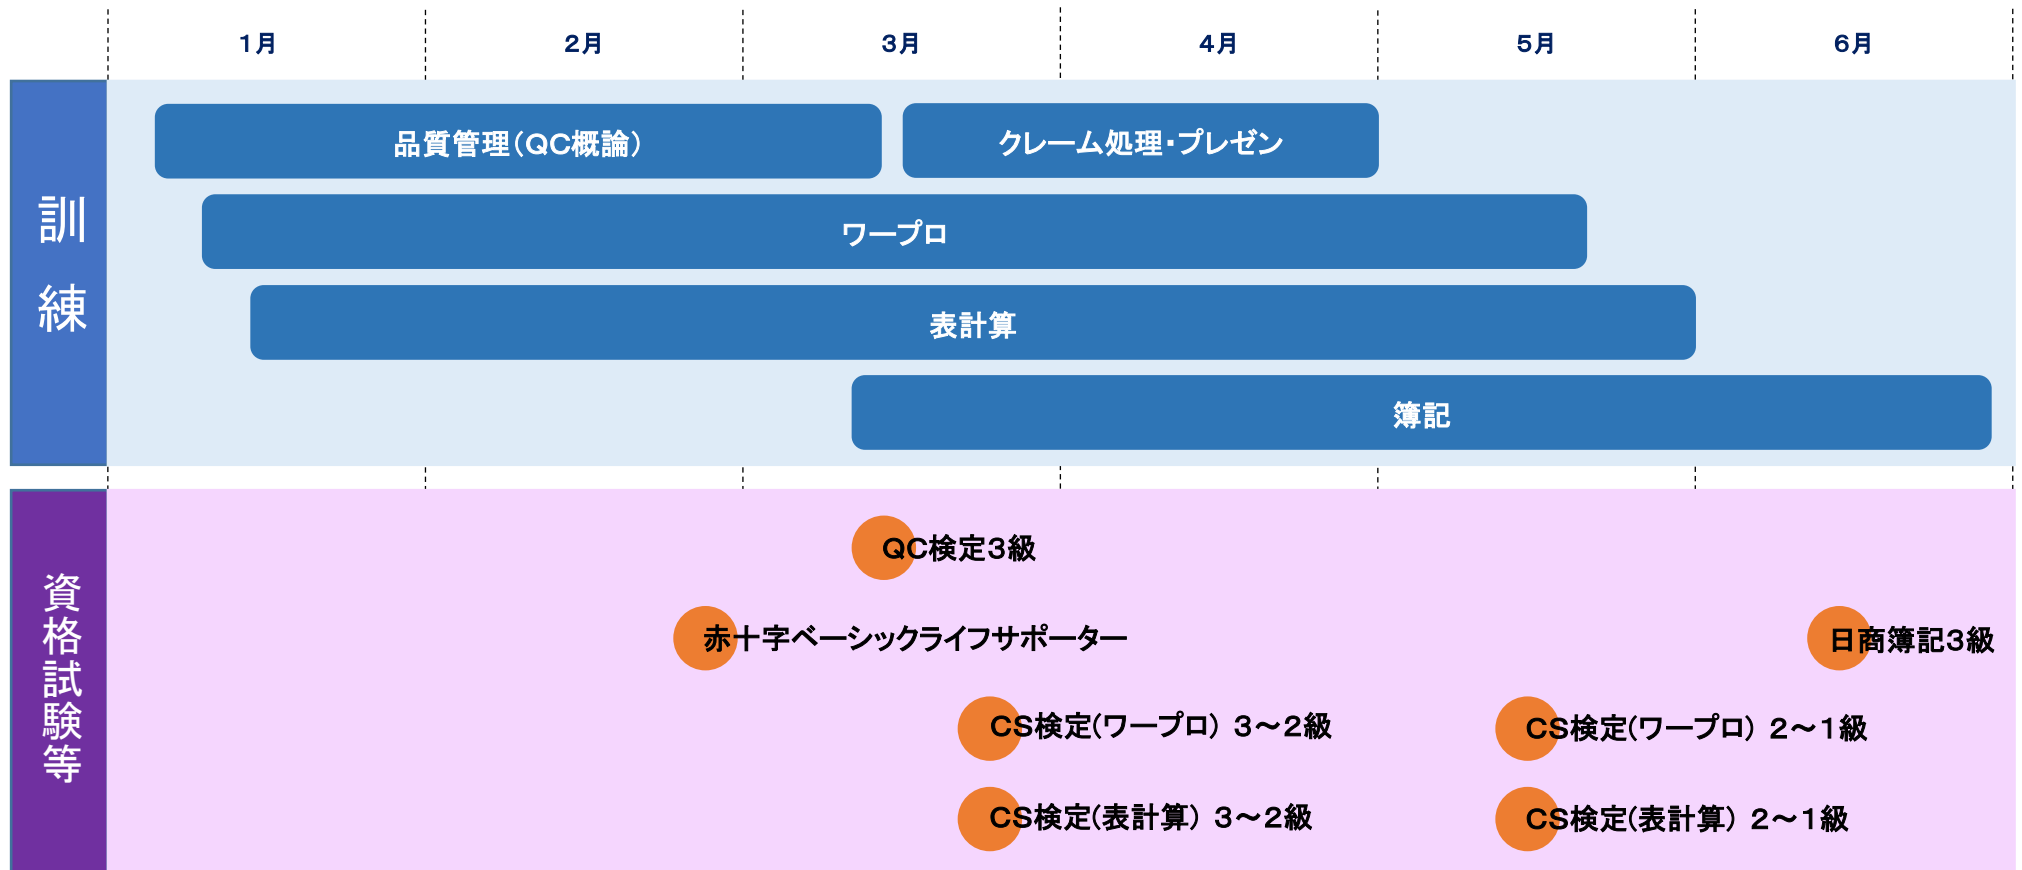 1月
2月
3月
4月
5月
6月
訓練
品質管理（QC概論）
クレーム処理・プレゼン
ワープロ
表計算
簿記
資格試験等
QC検定3級
赤十字ベーシックライフサポーター
日商簿記3級
CS検定(ワープロ) 3～2級
CS検定(ワープロ) 2～1級
CS検定(表計算) 3～2級
CS検定(表計算) 2～1級